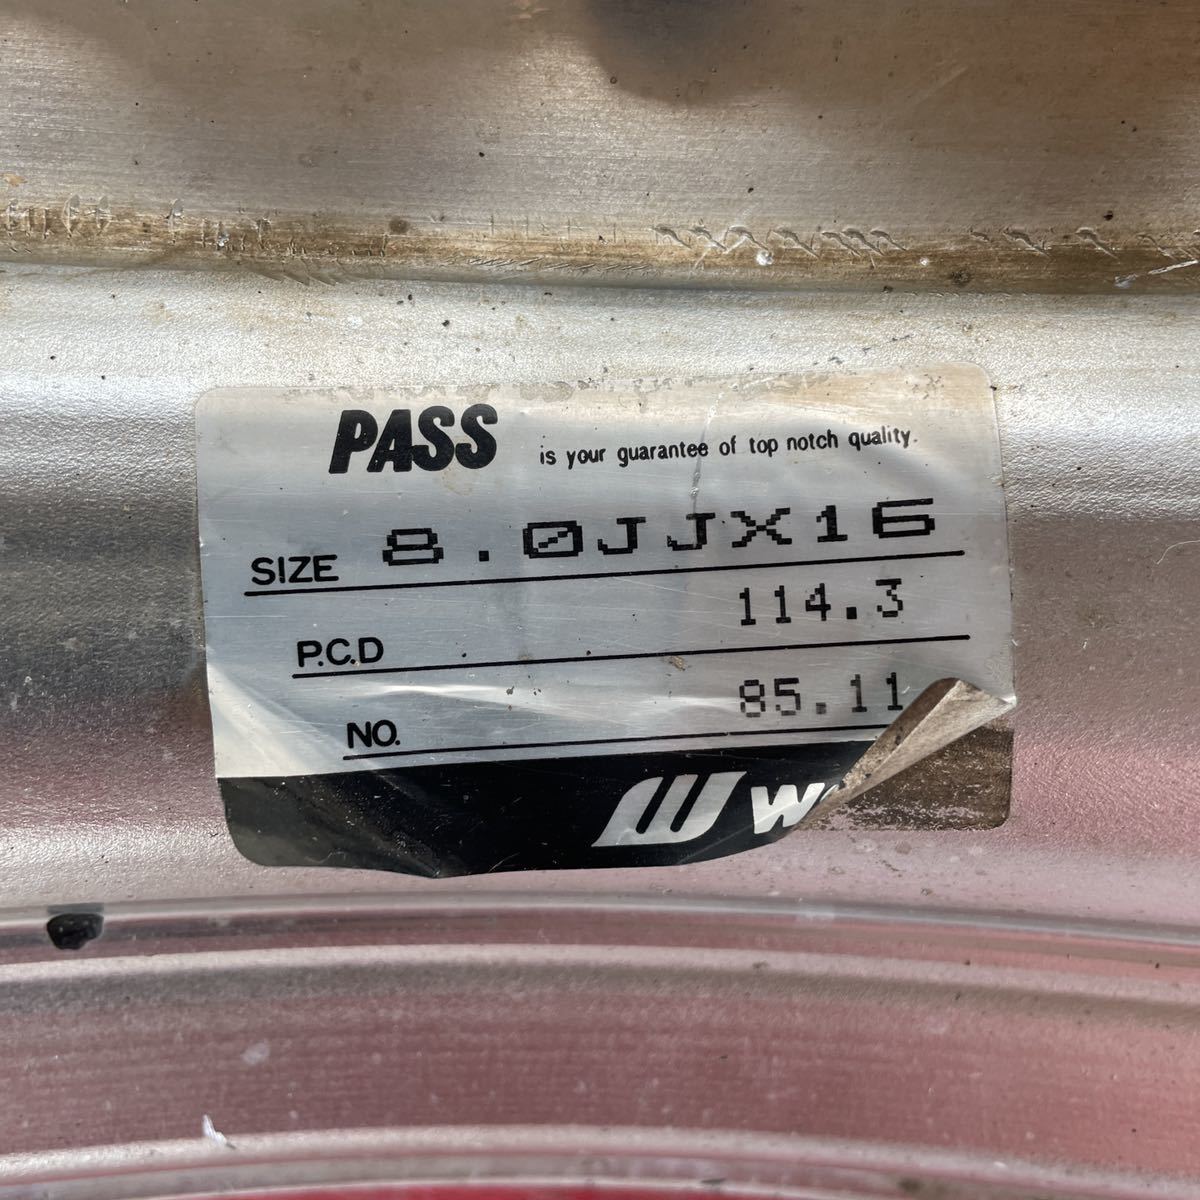 PASS is your guarantee of top notch quality.
SIZE 8.0JJX16
P.C.D 114.3
NO. 85.11